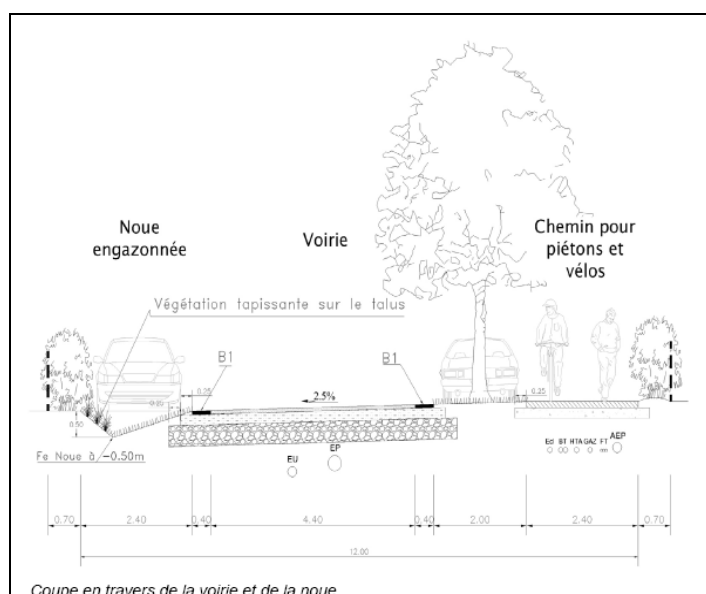 Noue
engazonnée
Voirie
Chemin pour
piétons et
vélos
Végétation tapissante sur le talus
B1
B1
0.25
2.5%
0.25
0.25
0.50
Fe Noue à -0.50m
EU
EP
Ed BT HTA GAZ FT AEP
0.70 2.40 0.40 4.40 0.40 2.00 2.40 0.70
12.00
Coupe en travers de la voirie et de la noue